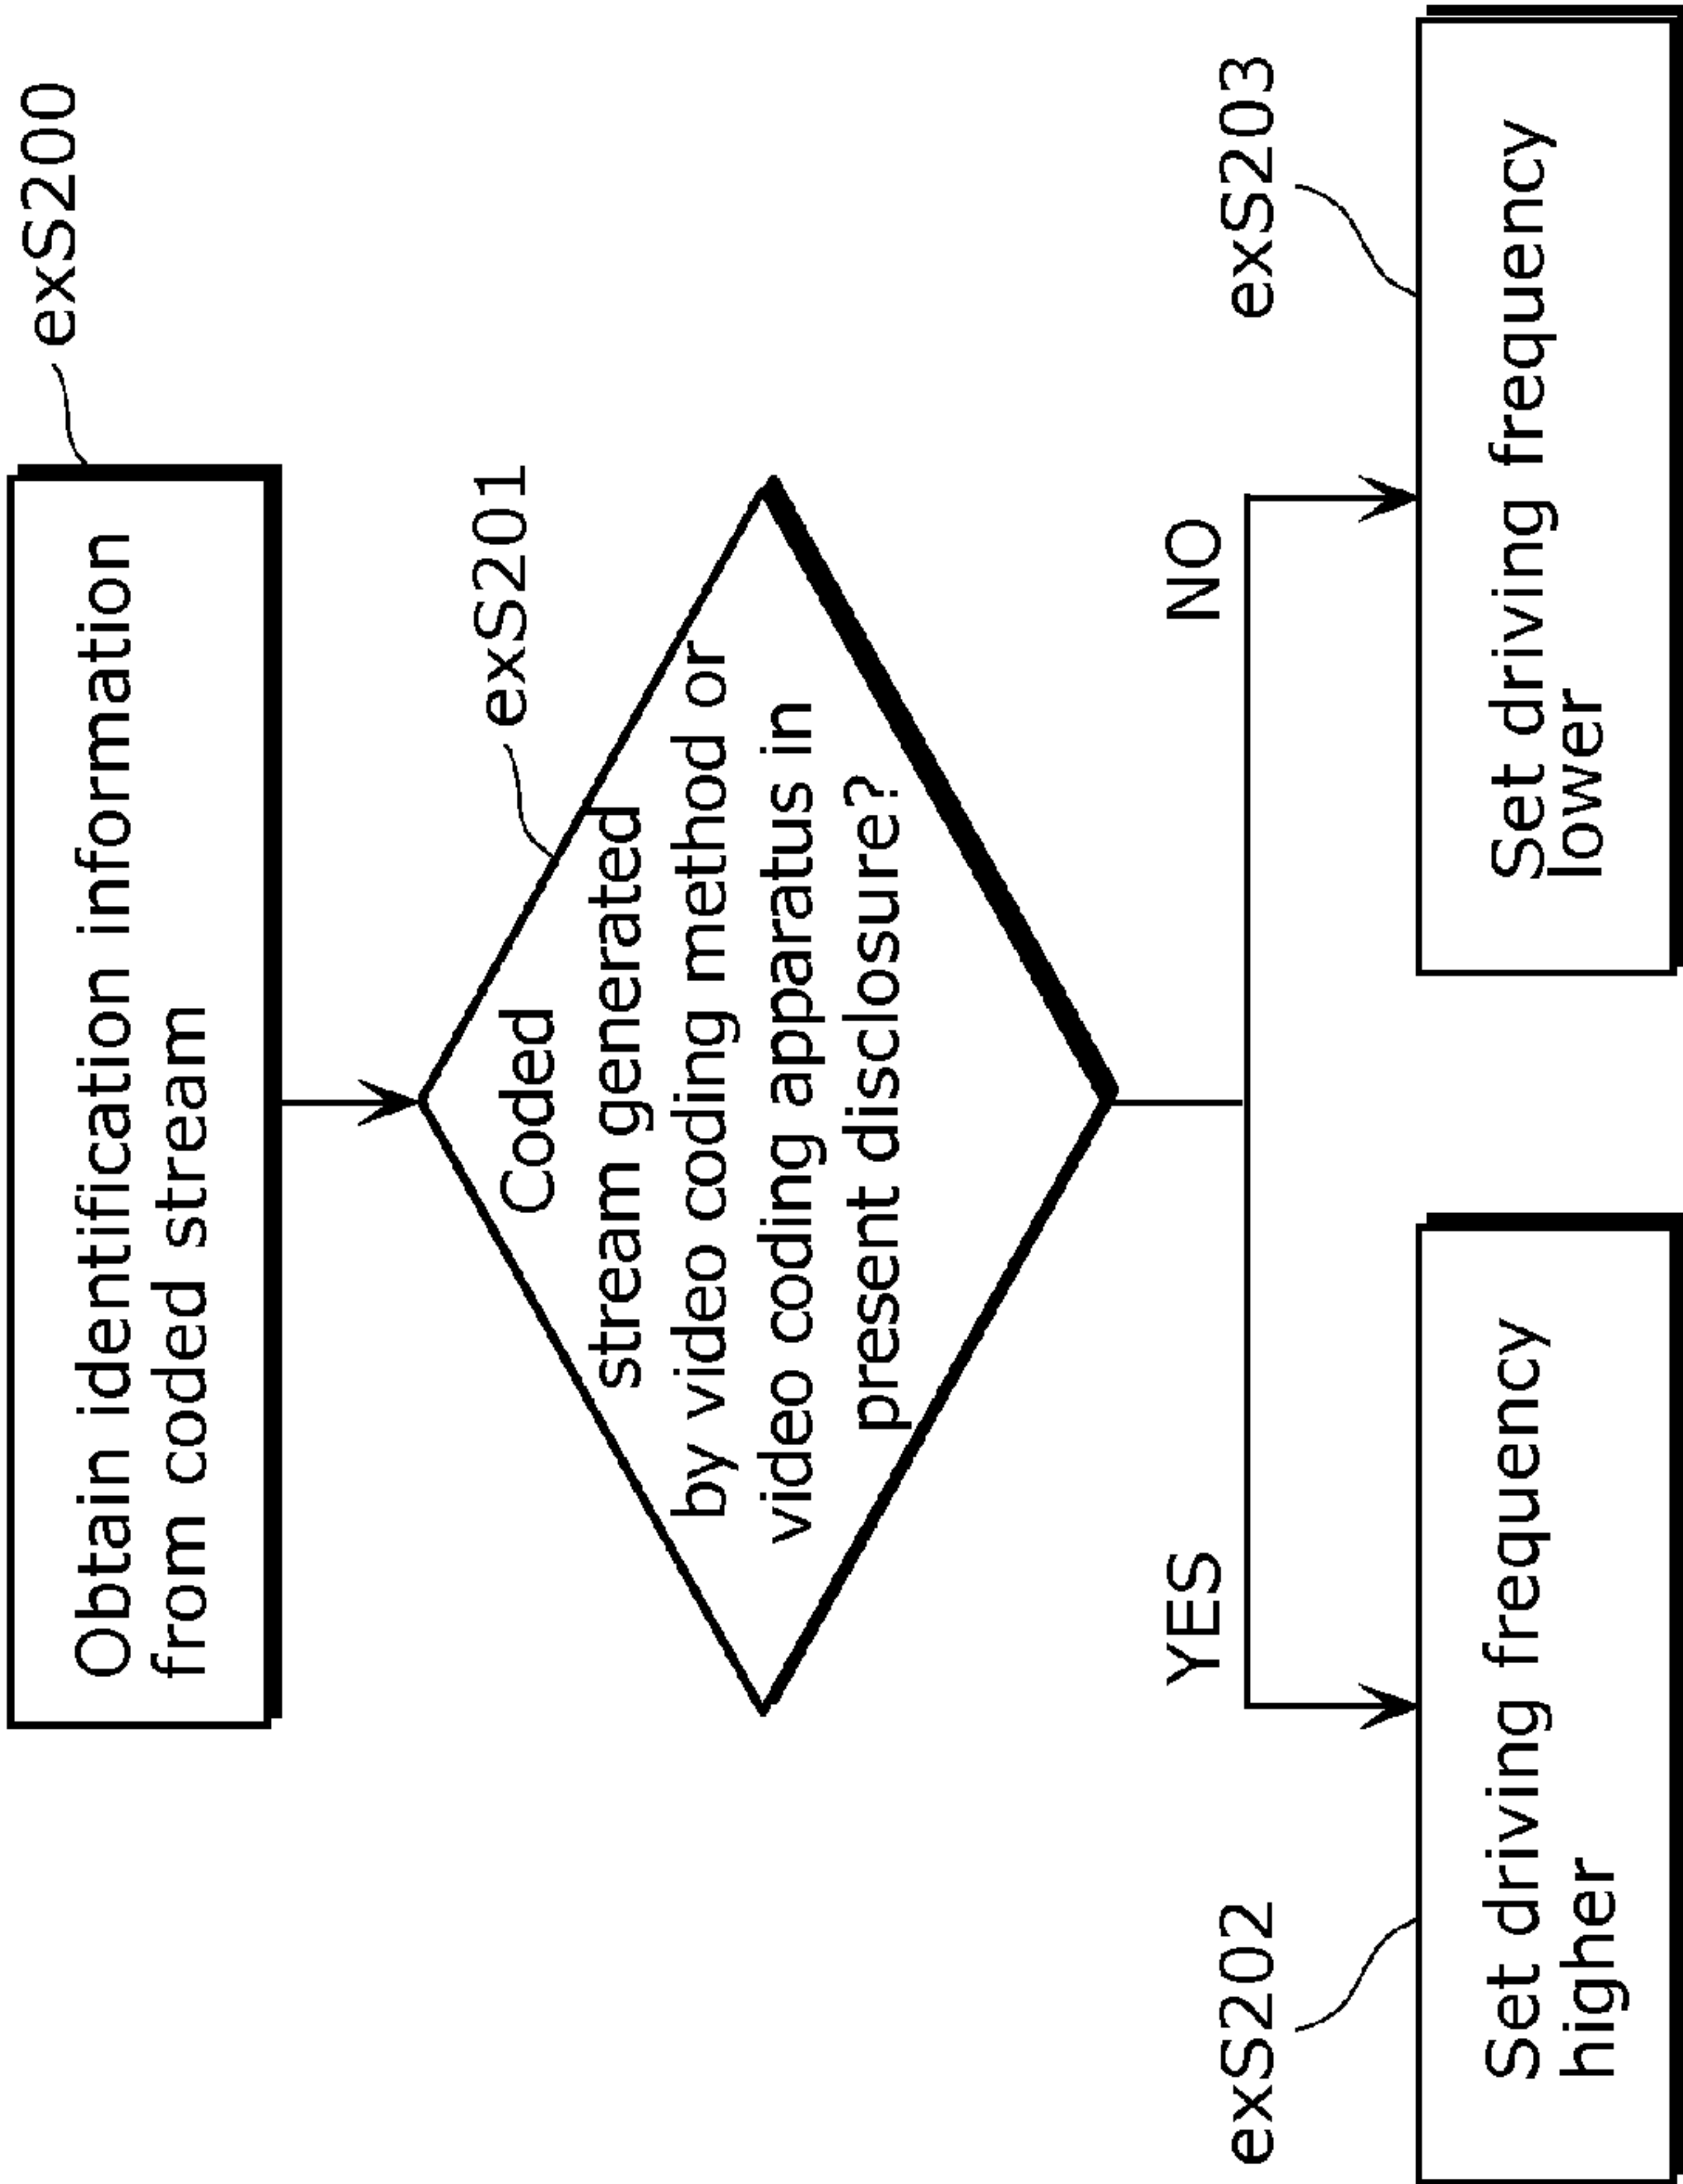 exS200
Obtain identification information
from coded stream
exS201
Coded
stream generated
by video coding method or
video coding apparatus in
present disclosure?
YES
NO
exS202
exS203
Set driving frequency
higher
Set driving frequency
lower